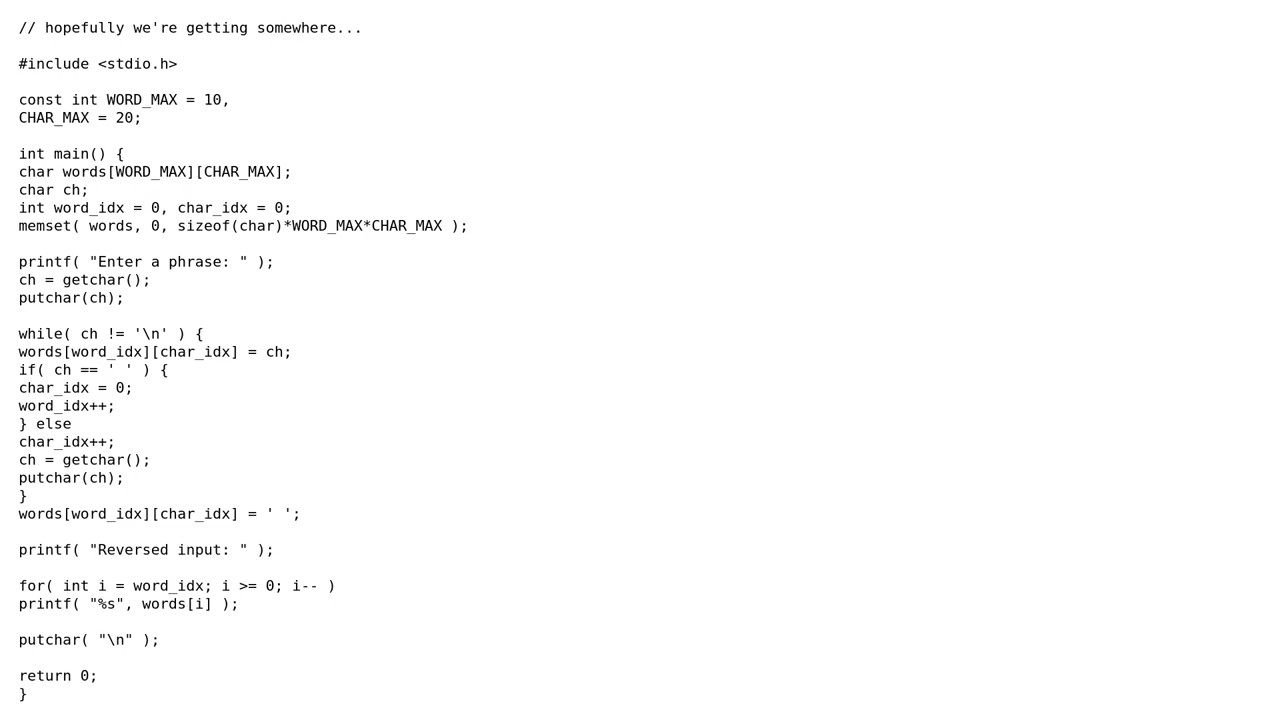 // hopefully we're getting somewhere...
#include <stdio.h>
const int WORD_MAX = 10,
CHAR_MAX = 20;
int main() {
char words[WORD_MAX][CHAR_MAX];
char ch;
int word_idx = 0, char_idx = 0;
memset( words, 0, sizeof(char)*WORD_MAX*CHAR_MAX );
printf( "Enter a phrase: " );
ch = getchar();
putchar(ch);
while( ch != '\n' ) {
words[word_idx][char_idx] = ch;
if( ch == ' ' ) {
char_idx = 0;
word_idx++;
} else
char_idx++;
ch = getchar();
putchar(ch);
}
words[word_idx][char_idx] = ' ';
printf( "Reversed input: " );
for( int i = word_idx; i >= 0; i-- )
printf( "%s", words[i] );
putchar( "\n" );
return 0;
}